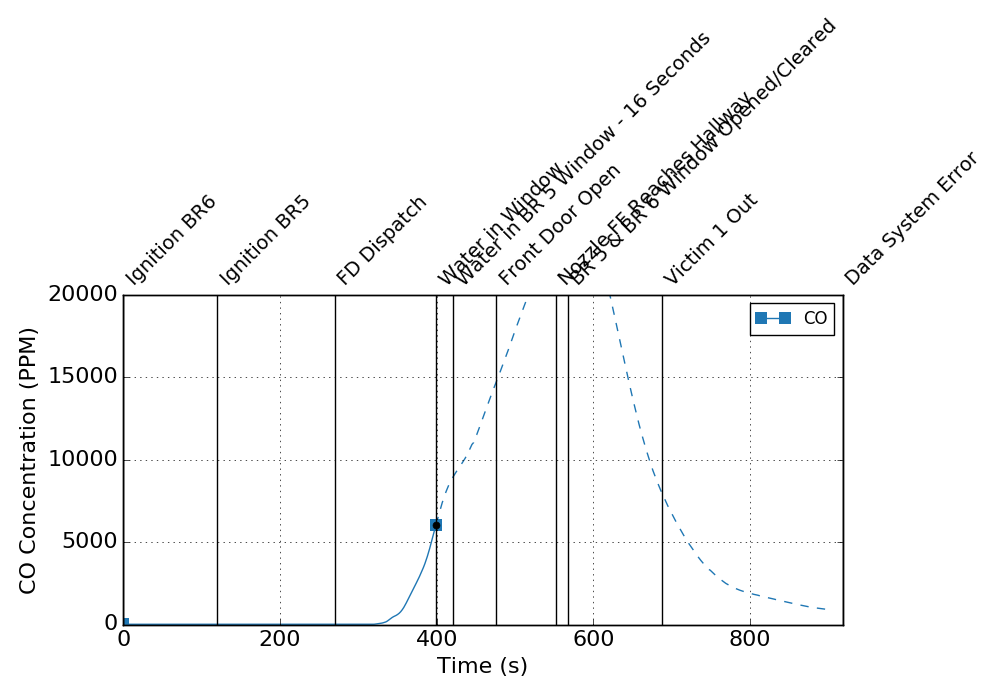 Ignition BR6
Ignition BR5
FD Dispatch
Water in Window
Water in BR 5 Window - 16 Seconds
Front Door Open
Nozzle FF Reaches Hallway
BR 5 & BR 6 Window Opened/Cleared
Victim 1 Out
Data System Error
CO
20000
15000
10000
5000
0
CO Concentration (PPM)
0 200 400 600 800
Time (s)